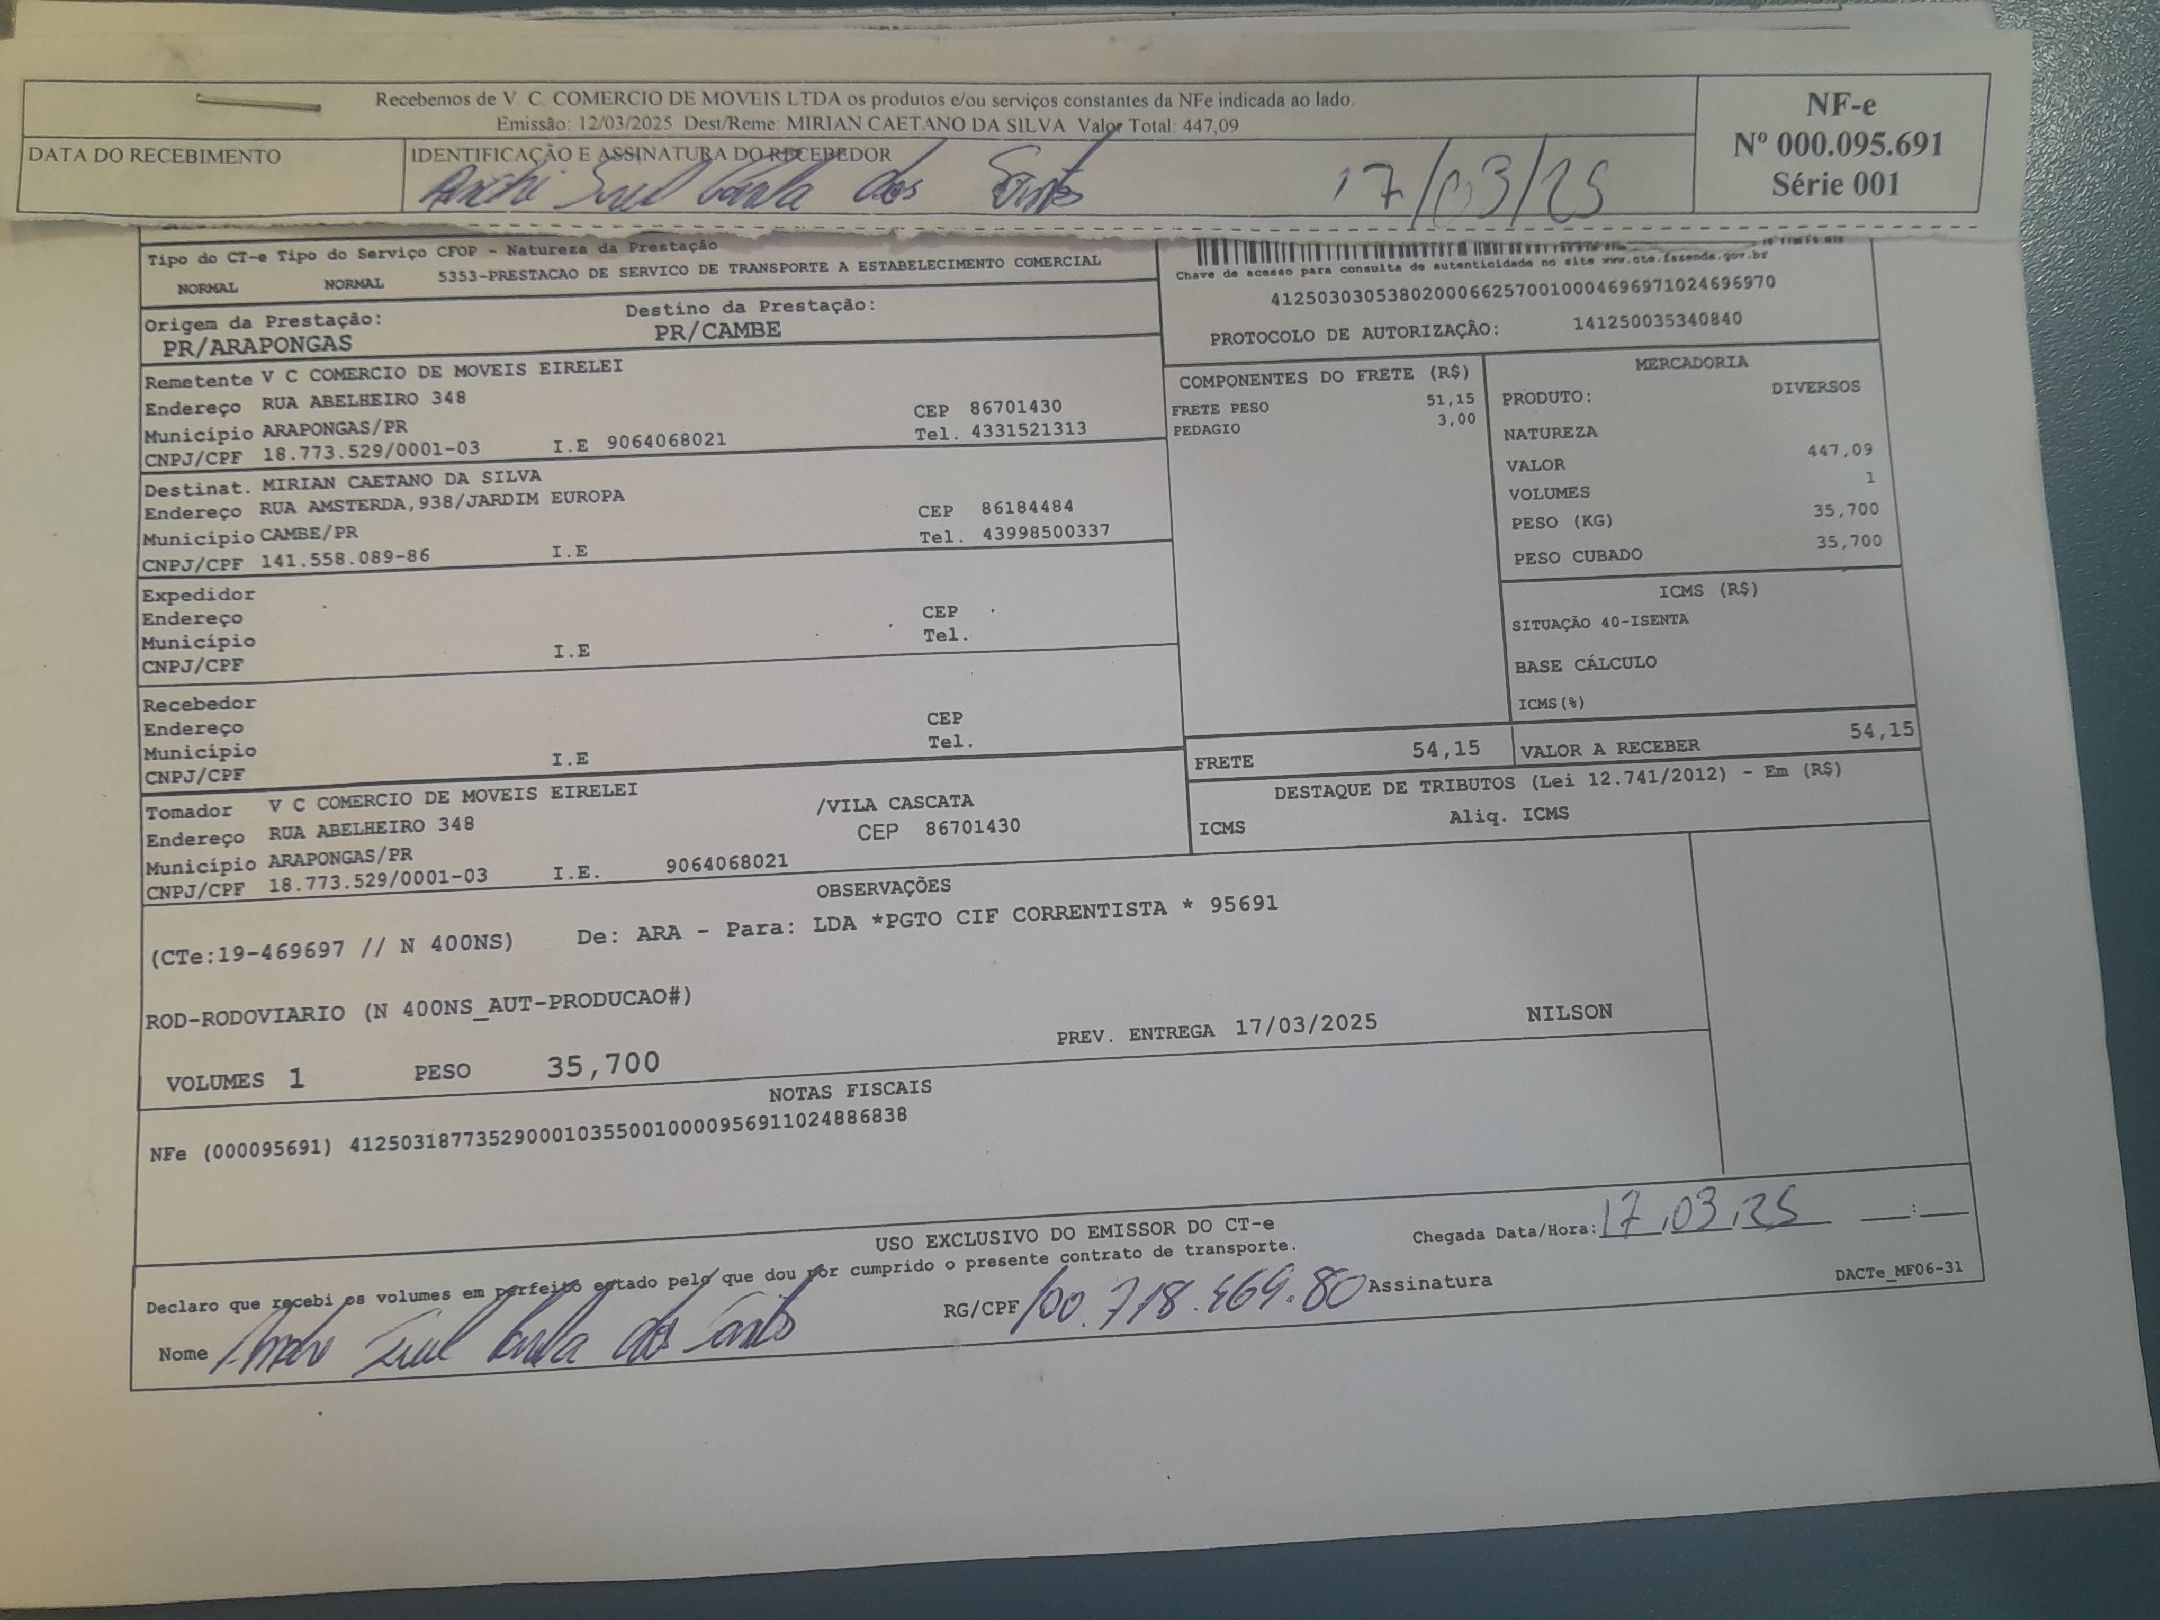 Recebemos de V. C. COMERCIO DE MOVEIS LTDA os produtos e/ou serviços constantes da NFe indicada ao lado.
Emissão: 12/03/2025 Dest/Reme: MIRIAN CAETANO DA SILVA Valor Total: 447,09
NF-e
Nº 000.095.691
Série 001
DATA DO RECEBIMENTO
IDENTIFICAÇÃO E ASSINATURA DO RECEBEDOR
dos Santos 17/03/25
Tipo do CT-e Tipo do Serviço CFOP - Natureza da Prestação
NORMAL NORMAL 5353-PRESTACAO DE SERVICO DE TRANSPORTE A ESTABELECIMENTO COMERCIAL
Origem da Prestação: Destino da Prestação:
PR/ARAPONGAS PR/CAMBE
Chave de acesso para consulta de autenticidade no site www.cte.fazenda.gov.br
41250303053802000662570010004696971024696970
PROTOCOLO DE AUTORIZAÇÃO: 141250035340840
Remetente V C COMERCIO DE MOVEIS EIRELEI
Endereço RUA ABELHEIRO 348 CEP 86701430
Município ARAPONGAS/PR Tel. 4331521313
CNPJ/CPF 18.773.529/0001-03 I.E 9064068021
Destinat. MIRIAN CAETANO DA SILVA
Endereço RUA AMSTERDA,938/JARDIM EUROPA CEP 86184484
Município CAMBE/PR Tel. 43998500337
CNPJ/CPF 141.558.089-86 I.E
Expedidor
Endereço CEP
Município Tel.
CNPJ/CPF I.E
Recebedor
Endereço CEP
Município Tel.
CNPJ/CPF I.E
Tomador V C COMERCIO DE MOVEIS EIRELEI /VILA CASCATA
Endereço RUA ABELHEIRO 348 CEP 86701430
Município ARAPONGAS/PR
CNPJ/CPF 18.773.529/0001-03 I.E. 9064068021
COMPONENTES DO FRETE (R$)
FRETE PESO 51,15
PEDAGIO 3,00
MERCADORIA
PRODUTO: DIVERSOS
NATUREZA
VALOR 447,09
VOLUMES 1
PESO (KG) 35,700
PESO CUBADO 35,700
ICMS (R$)
SITUAÇÃO 40-ISENTA
BASE CÁLCULO
ICMS(%)
FRETE 54,15 VALOR A RECEBER 54,15
DESTAQUE DE TRIBUTOS (Lei 12.741/2012) - Em (R$)
ICMS Aliq. ICMS
OBSERVAÇÕES
(CTe:19-469697 // N 400NS) De: ARA - Para: LDA *PGTO CIF CORRENTISTA * 95691
ROD-RODOVIARIO (N 400NS_AUT-PRODUCAO#)
PREV. ENTREGA 17/03/2025 NILSON
VOLUMES 1 PESO 35,700
NOTAS FISCAIS
NFe (000095691) 41250318773529000103550010000956911024886838
USO EXCLUSIVO DO EMISSOR DO CT-e
Declaro que recebi os volumes em perfeito estado pelo que dou por cumprido o presente contrato de transporte.
Chegada Data/Hora: 17.03.25 :
Nome dos Santos RG/CPF 100.718.469.80 Assinatura
DACTe_MF06-31